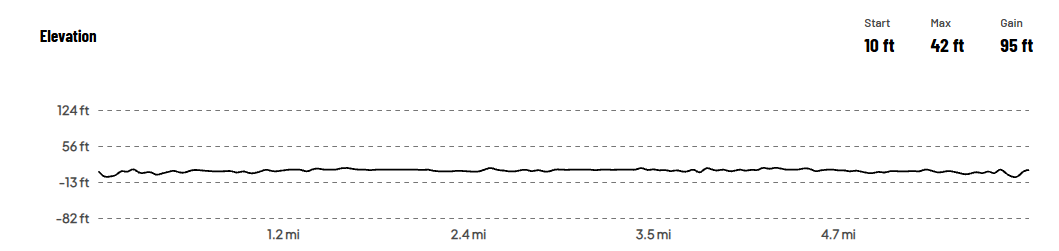 Elevation
Start Max Gain
10 ft 42 ft 95 ft
124 ft
56 ft
-13 ft
-82 ft
1.2 mi 2.4 mi 3.5 mi 4.7 mi